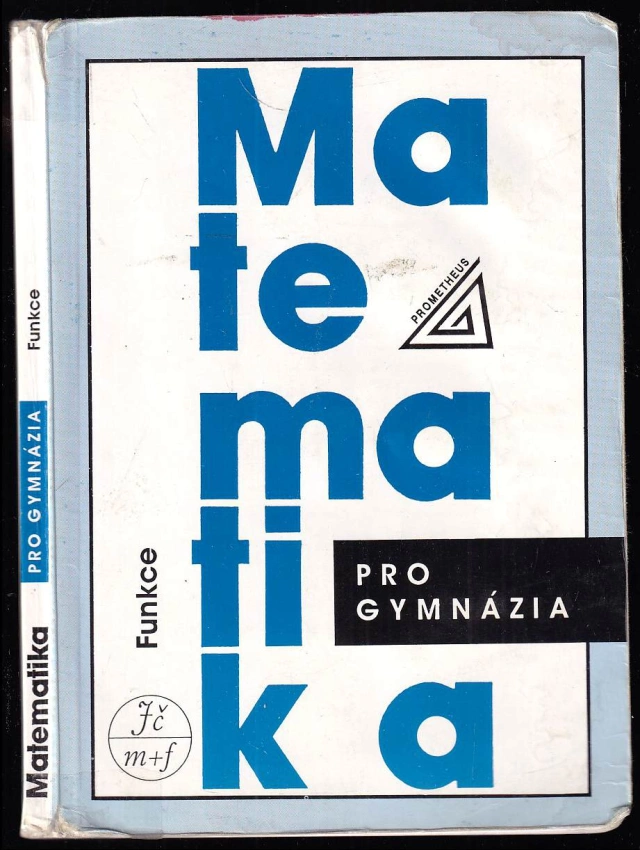 Ma
te
ma
ti
ka
PROMETHEUS
PRO
GYMNÁZIA
Funkce
Jč
m+f
Matematika
PRO GYMNÁZIA
Funkce